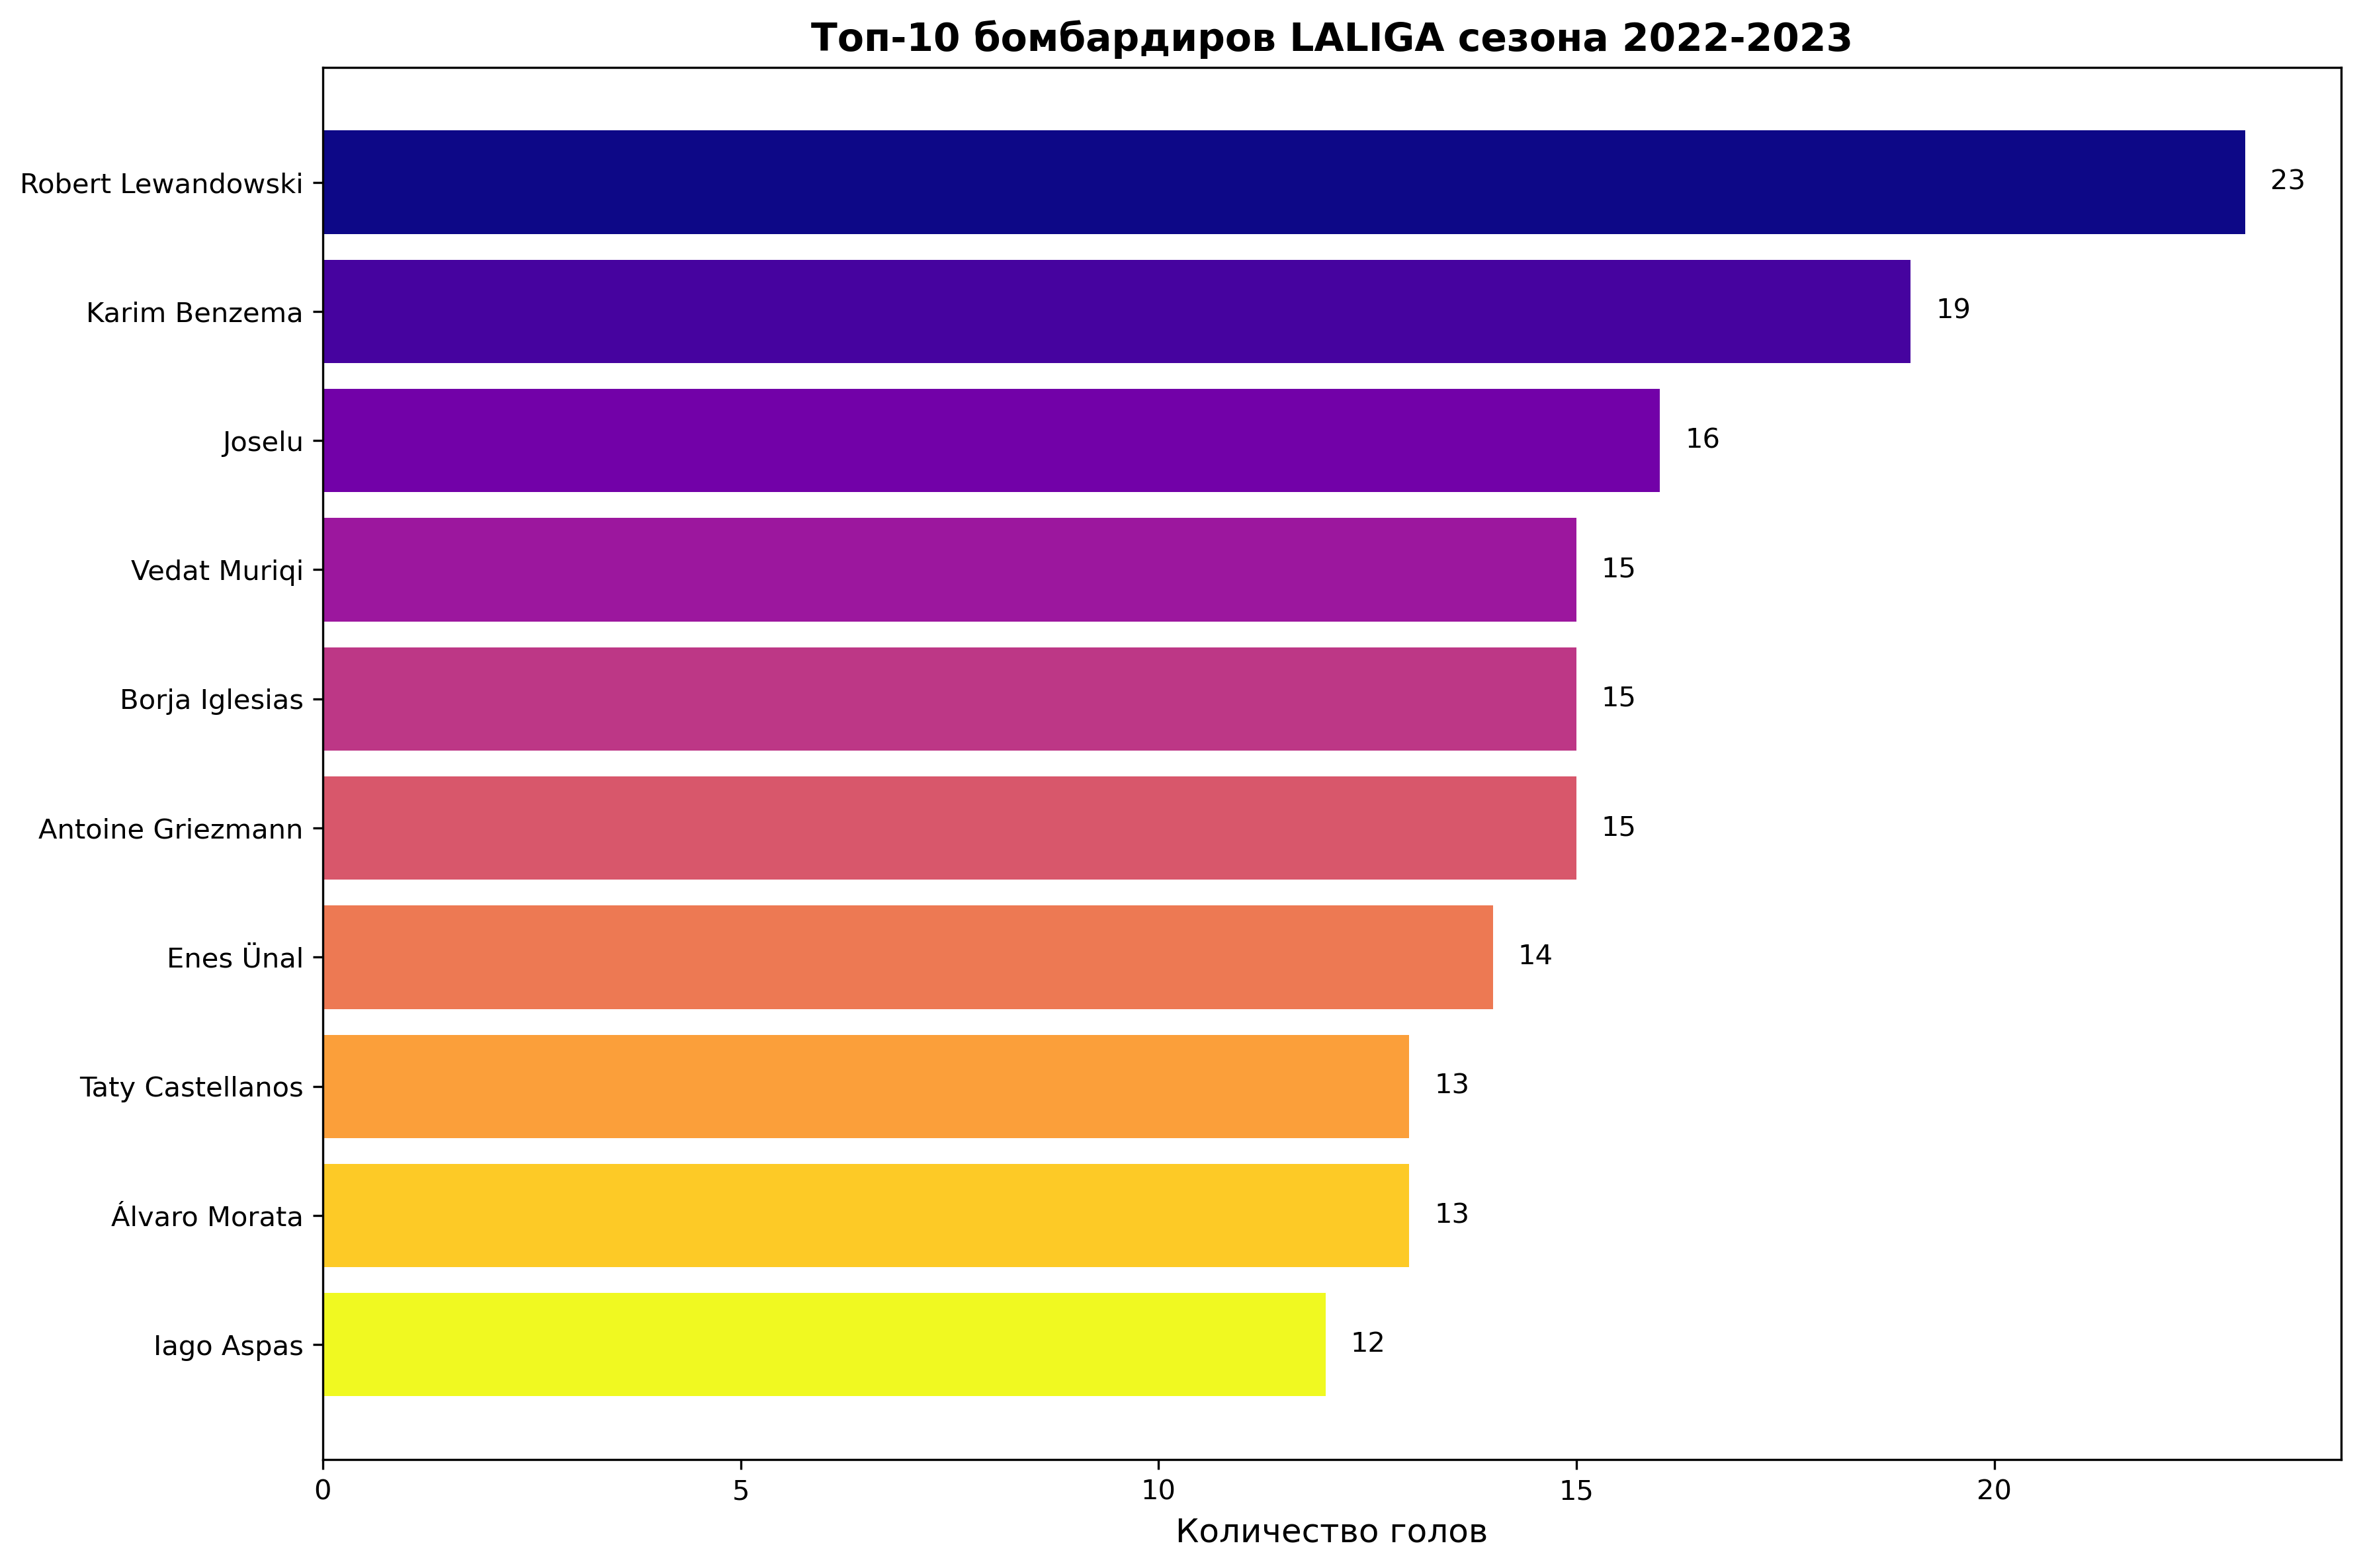 Топ-10 бомбардиров LALIGA сезона 2022-2023
Robert Lewandowski 23
Karim Benzema 19
Joselu 16
Vedat Muriqi 15
Borja Iglesias 15
Antoine Griezmann 15
Enes Ünal 14
Taty Castellanos 13
Álvaro Morata 13
Iago Aspas 12
0 5 10 15 20
Количество голов